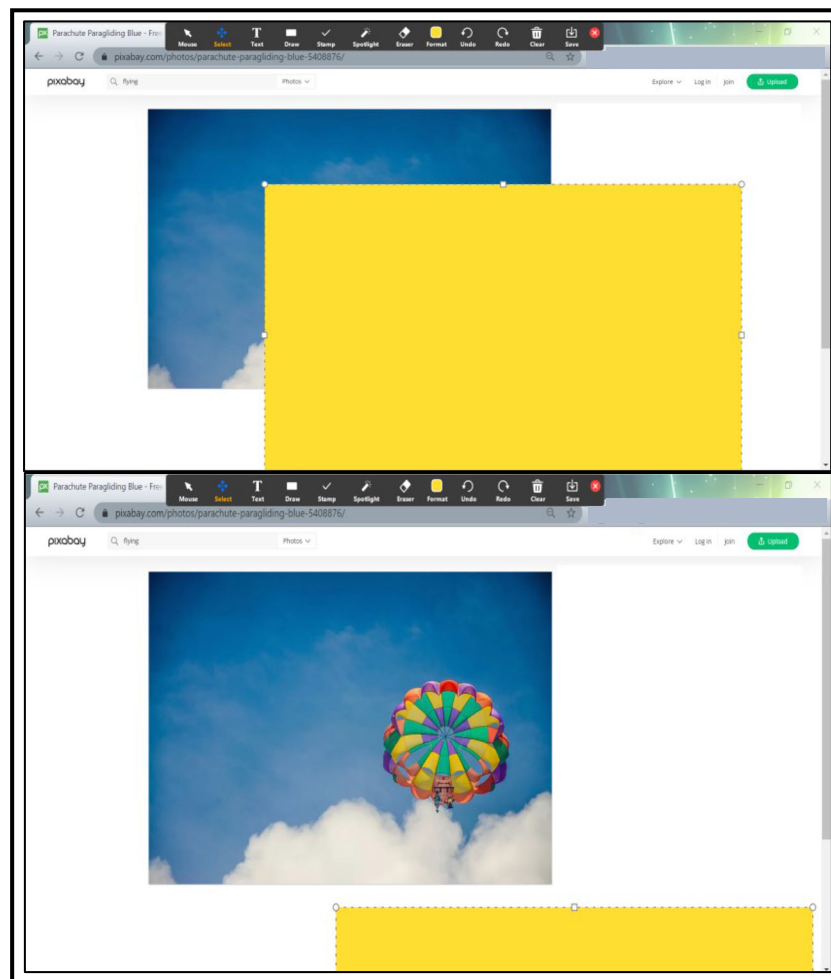 Parachute Paragliding Blue - Free
Mouse Select Text Draw Stamp Spotlight Eraser Format Undo Redo Clear Save
pixabay.com/photos/parachute-paragliding-blue-5408876/
pixabay flying Photos Explore Log in Join Upload
Parachute Paragliding Blue - Free
Mouse Select Text Draw Stamp Spotlight Eraser Format Undo Redo Clear Save
pixabay.com/photos/parachute-paragliding-blue-5408876/
pixabay flying Photos Explore Log in Join Upload